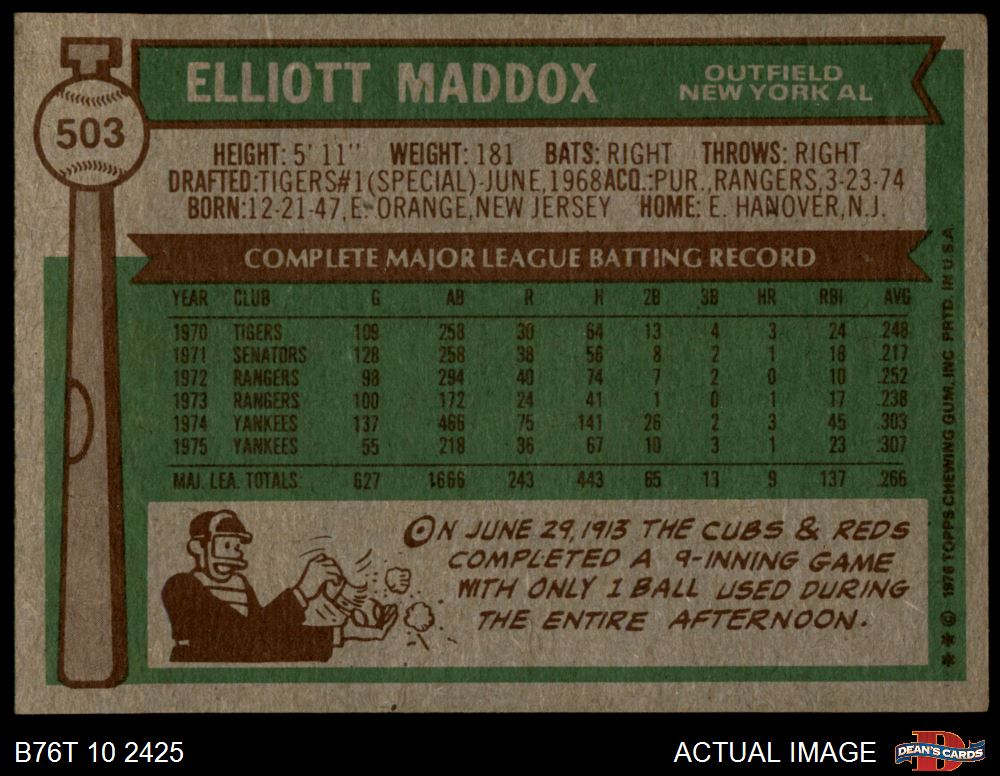 503
ELLIOTT MADDOX
OUTFIELD
NEW YORK AL
HEIGHT: 5' 11" WEIGHT: 181 BATS: RIGHT THROWS: RIGHT
DRAFTED:TIGERS#1(SPECIAL)-JUNE,1968 ACQ.:PUR.,RANGERS,3-23-74
BORN:12-21-47,E. ORANGE,NEW JERSEY HOME: E. HANOVER,N.J.
COMPLETE MAJOR LEAGUE BATTING RECORD
YEAR CLUB G AB R H 2B 3B HR RBI AVG
1970 TIGERS 109 258 30 64 13 4 3 24 .248
1971 SENATORS 128 258 38 56 8 2 1 18 .217
1972 RANGERS 98 294 40 74 7 2 0 10 .252
1973 RANGERS 100 172 24 41 1 0 1 17 .238
1974 YANKEES 137 466 75 141 26 2 3 45 .303
1975 YANKEES 55 218 36 67 10 3 1 23 .307
MAJ. LEA. TOTALS: 627 1666 243 443 65 13 9 137 .266
ON JUNE 29, 1913 THE CUBS & REDS
COMPLETED A 9-INNING GAME
WITH ONLY 1 BALL USED DURING
THE ENTIRE AFTERNOON.
** © 1976 TOPPS CHEWING GUM, INC PRTD. IN U.S.A.
B76T 10 2425
ACTUAL IMAGE
DEAN'S CARDS